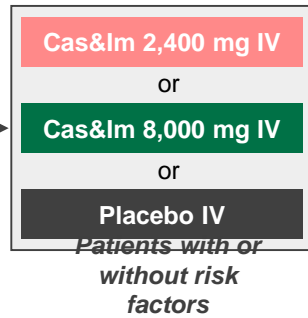 Cas&Im 2,400 mg IV
or
Cas&Im 8,000 mg IV
or
Placebo IV
Patients with or
without risk
factors